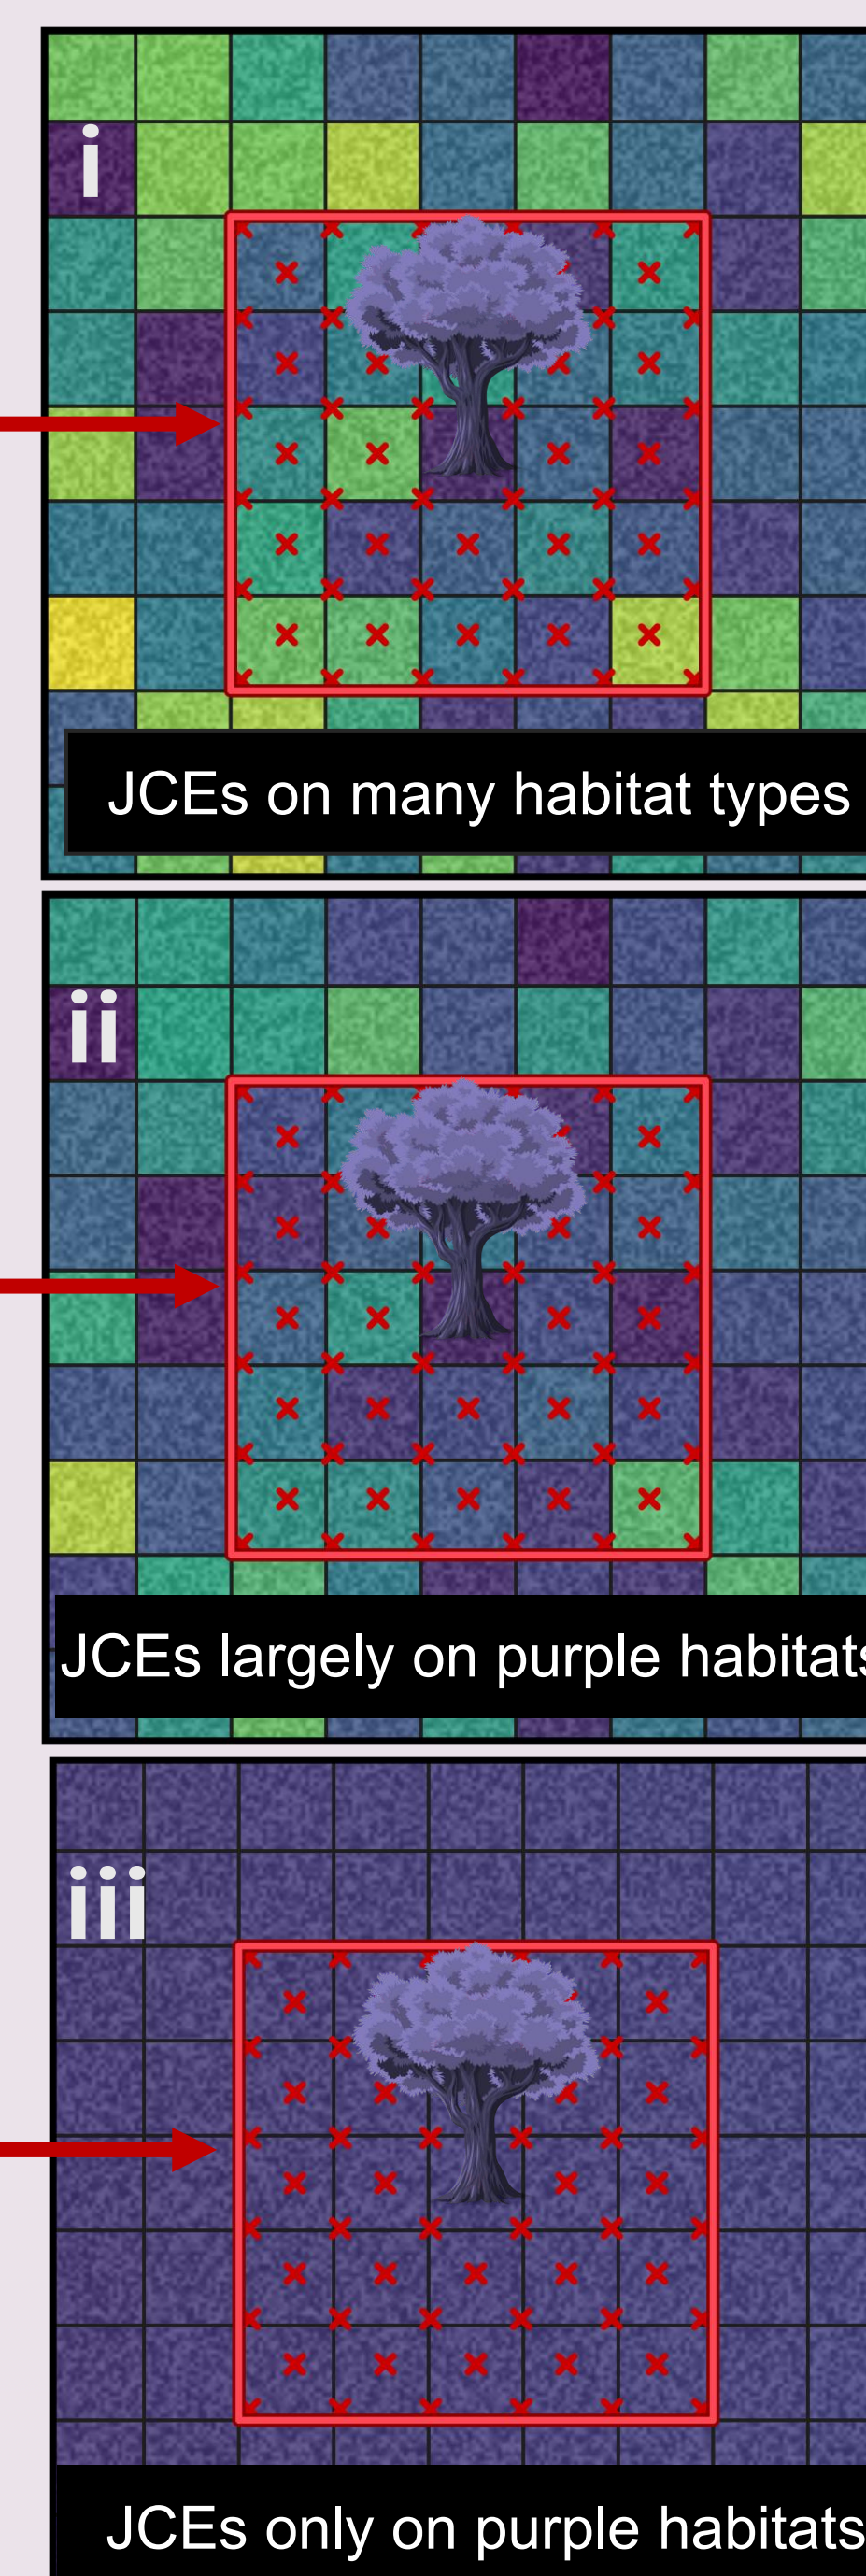 i
JCEs on many habitat types
ii
JCEs largely on purple habitats
iii
JCEs only on purple habitats